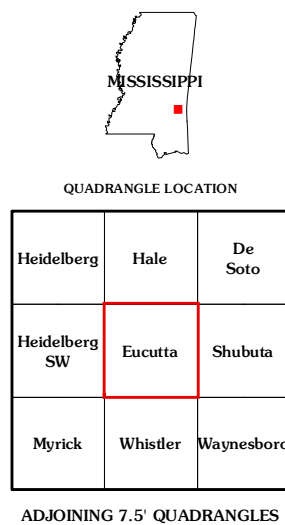 MISSISSIPPI
QUADRANGLE LOCATION
Heidelberg
Hale
De
Soto
Heidelberg
SW
Eucutta
Shubuta
Myrick
Whistler
Waynesboro
ADJOINING 7.5' QUADRANGLES